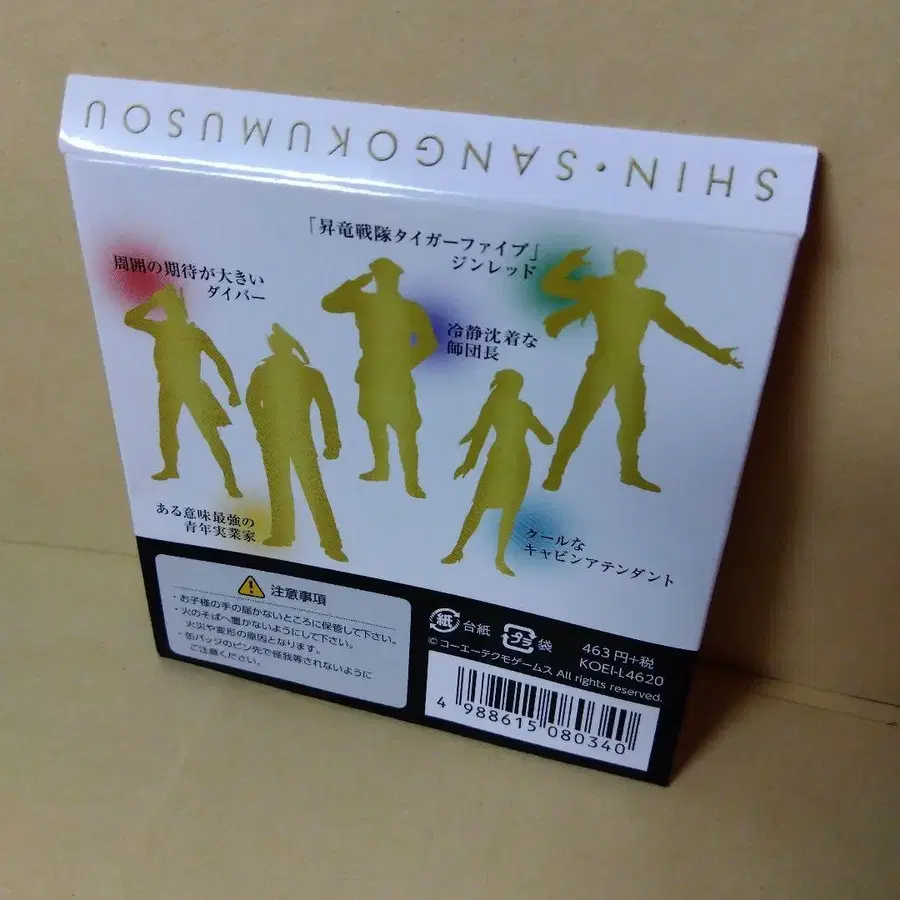 SHIN・SANGOKUMUSOU
「昇竜戦隊タイガーファイブ」
ジンレッド
周囲の期待が大きい
ダイバー
冷静沈着な
師団長
ある意味最強の
青年実業家
クールな
キャビンアテンダント
注意事項
・お子様の手の届かないところに保管して下さい。
・火のそばへ置かないようにして下さい。
火災や変形の原因となります。
・缶バッジのピン先で怪我等されないように
ご注意ください。
紙 台紙 プラ 袋
463円+税
KOEI-L4620
© コーエーテクモゲームス All rights reserved.
4 988615 080340